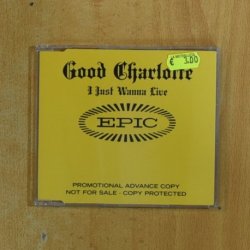 Good Charlotte
€ 3.00
I Just Wanna Live
EPIC
PROMOTIONAL ADVANCE COPY
NOT FOR SALE - COPY PROTECTED